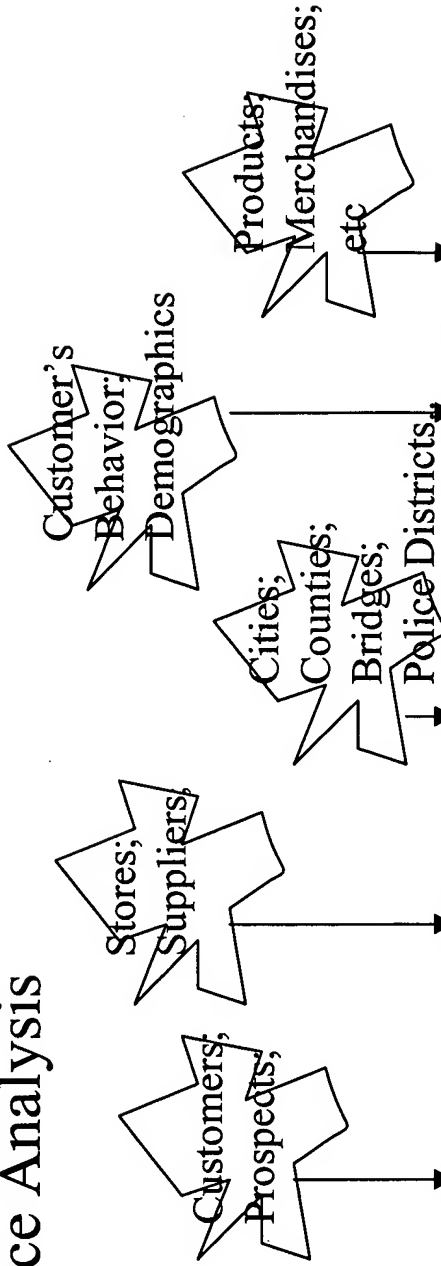 ce Analysis
Customers;
Prospects;
Stores;
Suppliers;
Cities;
Counties;
Bridges;
Police Districts
Customer's
Behavior;
Demographics
Products;
Merchandises;
etc